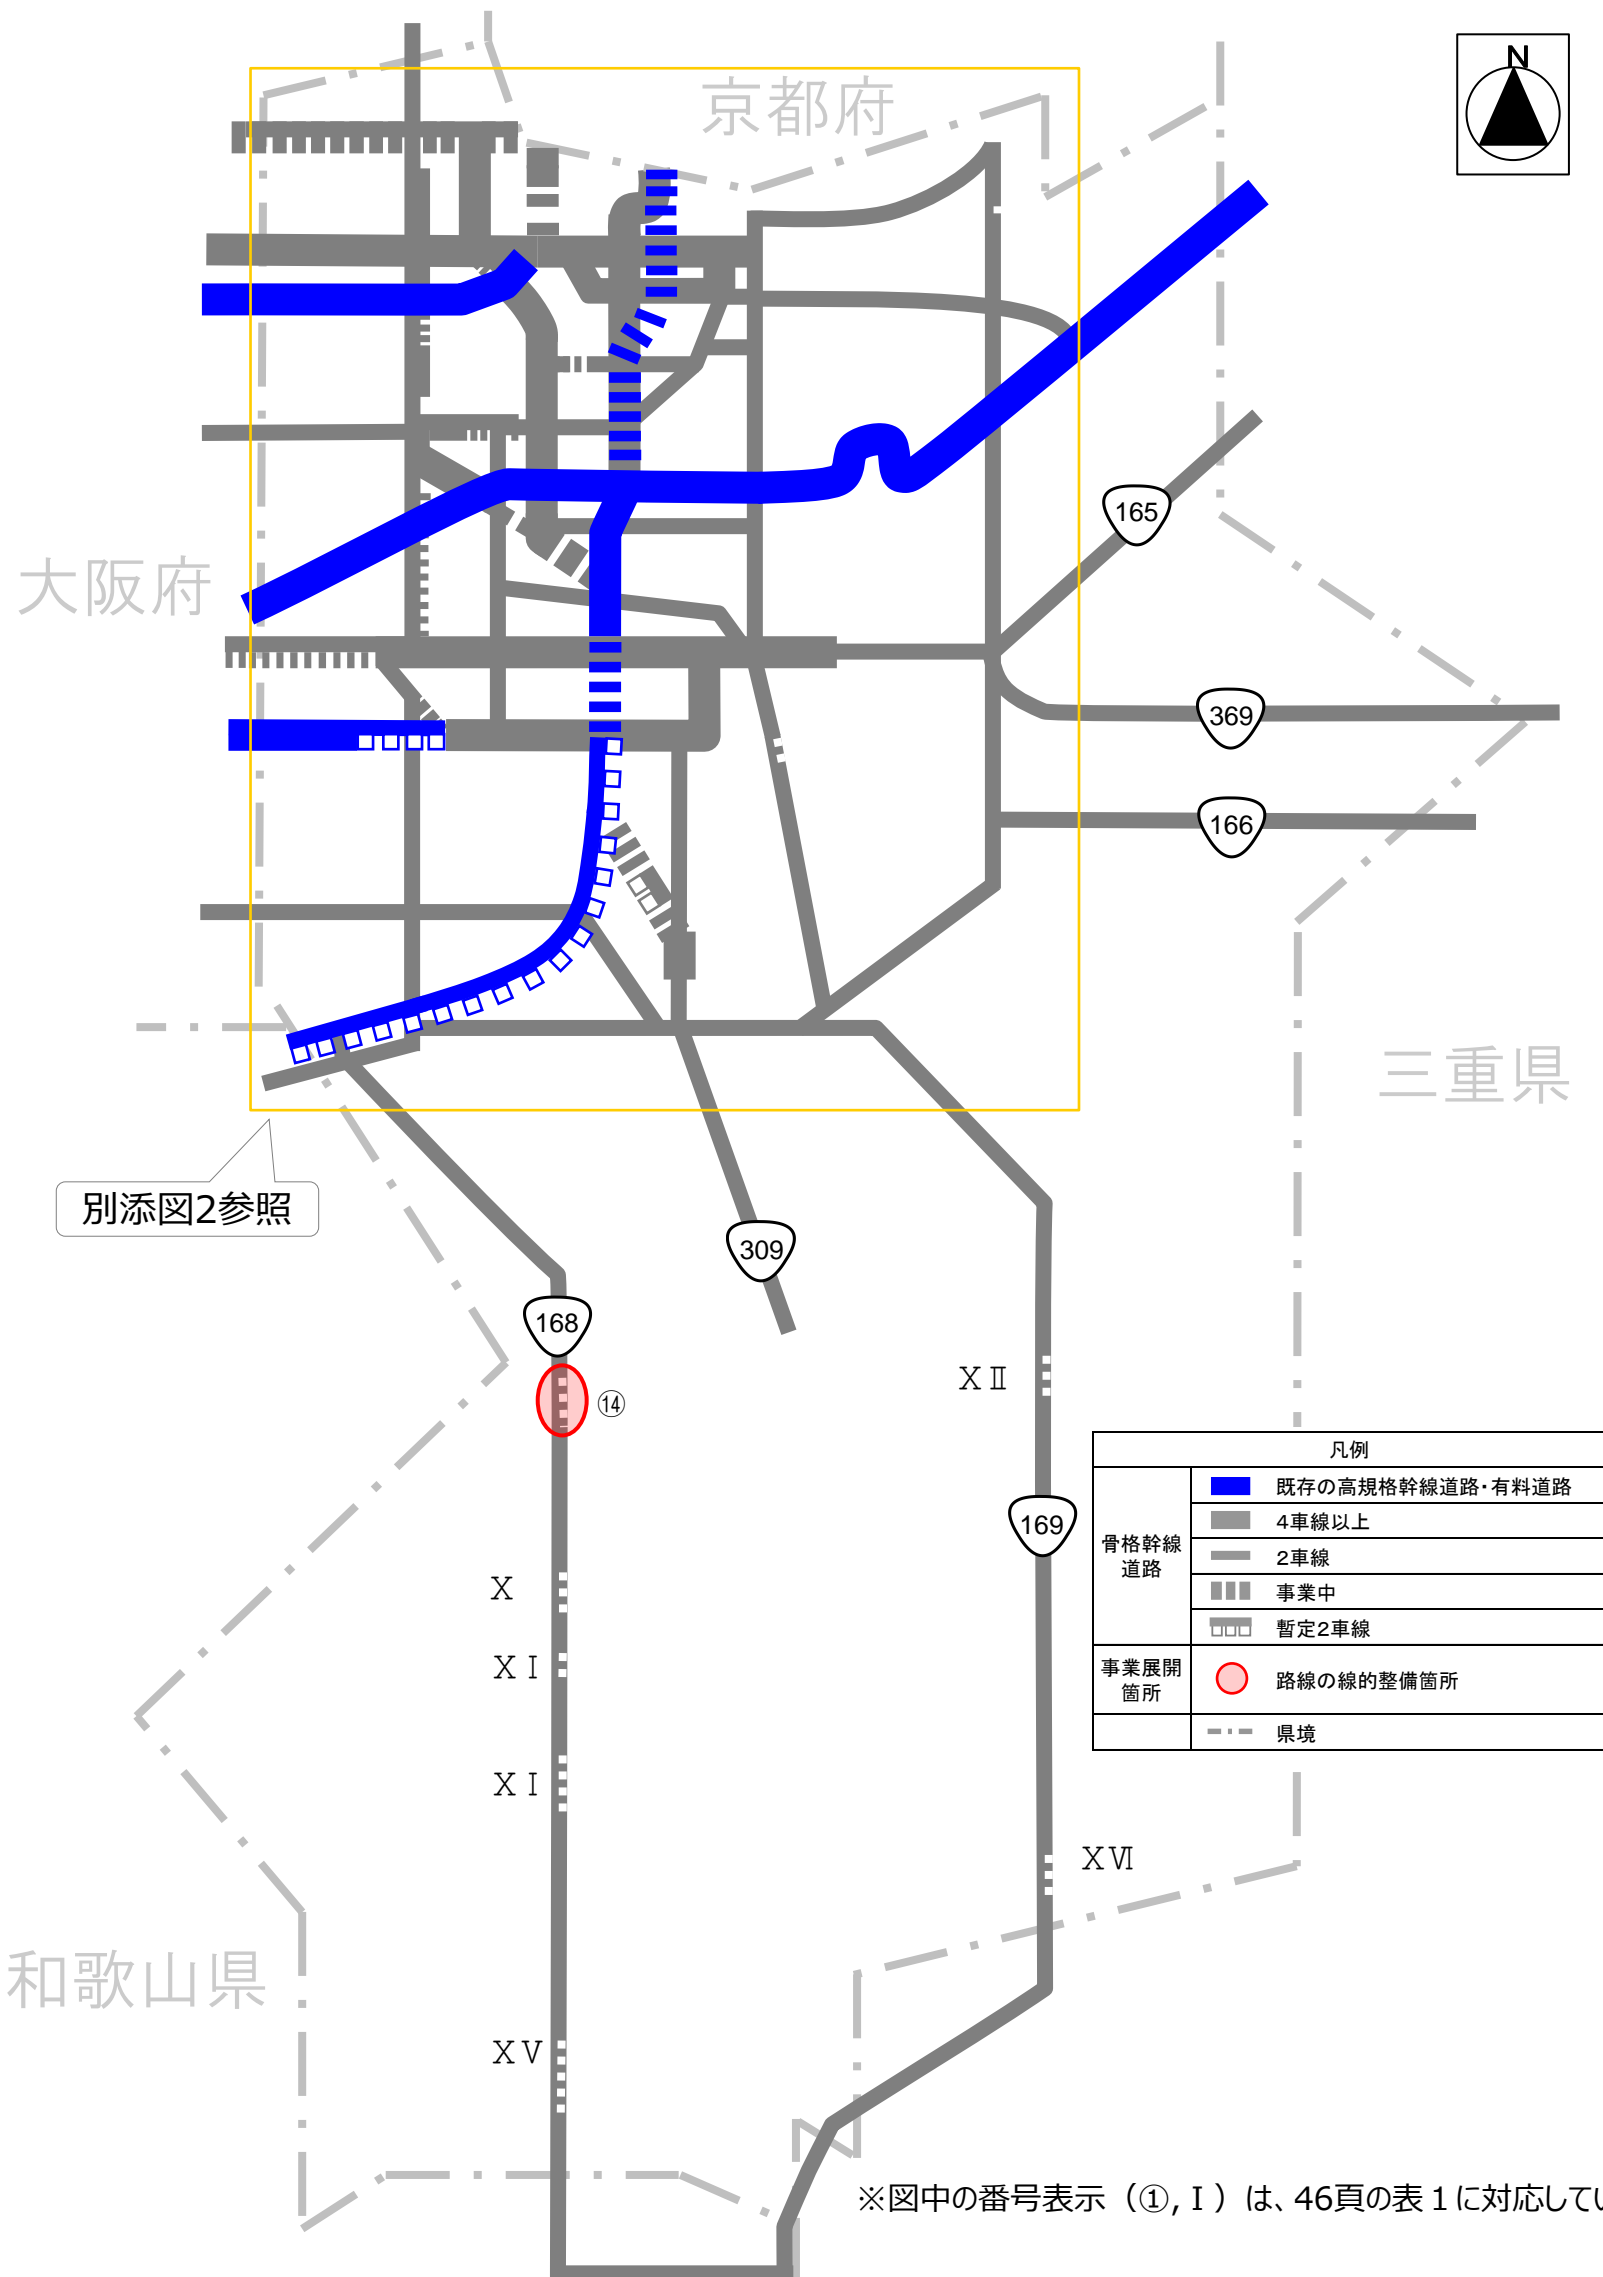 N
京都府
165
大阪府
369
166
三重県
別添図2参照
309
168
ⅩⅡ
⑭
凡例
既存の高規格幹線道路・有料道路
4車線以上
169
骨格幹線
道路
2車線
Ⅹ
事業中
暫定2車線
ⅩⅠ
事業展開
箇所
路線の線的整備箇所
県境
ⅩⅠ
ⅩⅥ
和歌山県
ⅩⅤ
※図中の番号表示（①,Ⅰ）は、46頁の表１に対応してい